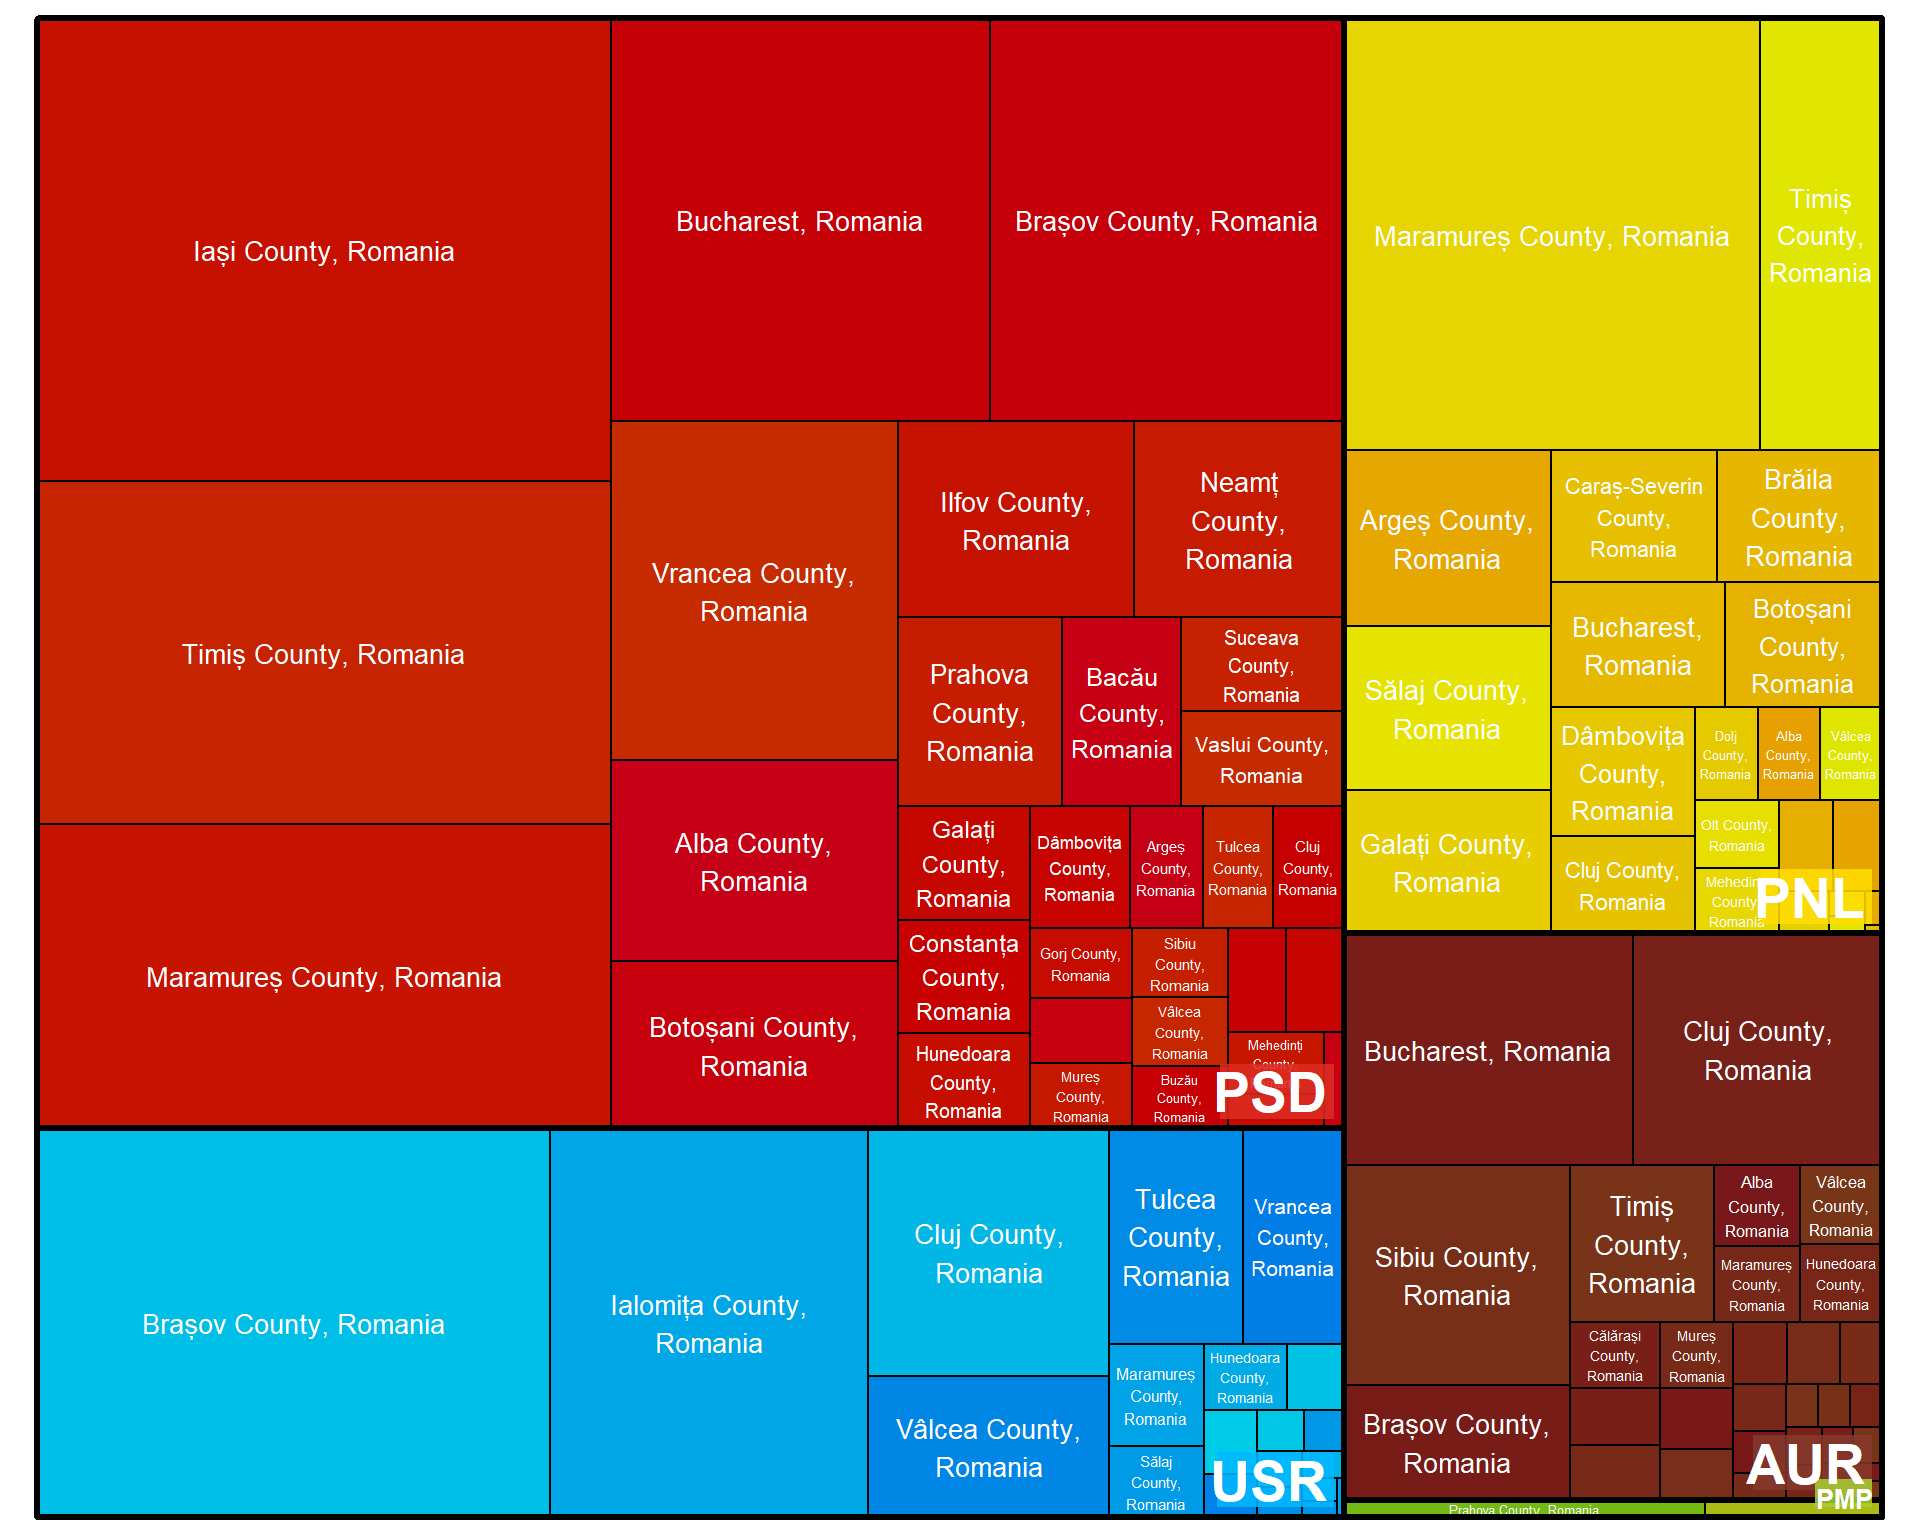 Iași County, Romania
Timiș County, Romania
Maramureș County, Romania
Bucharest, Romania
Brașov County, Romania
Vrancea County,
Romania
Alba County,
Romania
Botoșani County,
Romania
Ilfov County,
Romania
Neamț
County,
Romania
Prahova
County,
Romania
Bacău
County,
Romania
Suceava
County,
Romania
Vaslui County,
Romania
Galați
County,
Romania
Constanța
County,
Romania
Hunedoara
County,
Romania
Dâmbovița
County,
Romania
Argeș
County,
Romania
Tulcea
County,
Romania
Cluj
County,
Romania
Gorj County,
Romania
Mureș
County,
Romania
Sibiu
County,
Romania
Vâlcea
County,
Romania
Buzău
County,
Romania
Mehedinți
County,
PSD
Maramureș County, Romania
Timiș
County,
Romania
Argeș County,
Romania
Sălaj County,
Romania
Galați County,
Romania
Caraș-Severin
County,
Romania
Brăila
County,
Romania
Bucharest,
Romania
Botoșani
County,
Romania
Dâmbovița
County,
Romania
Cluj County,
Romania
Dolj
County,
Romania
Alba
County,
Romania
Vâlcea
County,
Romania
Olt County,
Romania
County
Romania
PNL
Brașov County, Romania
Ialomița County,
Romania
Cluj County,
Romania
Vâlcea County,
Romania
Tulcea
County,
Romania
Vrancea
County,
Romania
Maramureș
County,
Romania
Sălaj
County,
Romania
Hunedoara
County,
Romania
USR
Bucharest, Romania
Cluj County,
Romania
Sibiu County,
Romania
Brașov County,
Romania
Timiș
County,
Romania
Alba
County,
Romania
Vâlcea
County,
Romania
Maramureș
County,
Romania
Hunedoara
County,
Romania
Călărași
County,
Romania
Mureș
County,
Romania
AUR
Prahova County, Romania
PMP